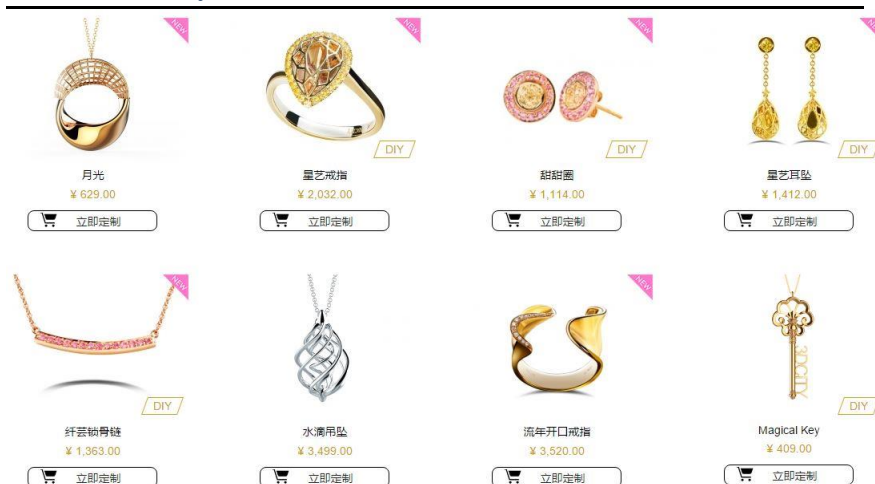 NEW
NEW
NEW
DIY
DIY
DIY
月光
星艺戒指
甜甜圈
星艺耳坠
¥ 629.00
¥ 2,032.00
¥ 1,114.00
¥ 1,412.00
立即定制
立即定制
立即定制
立即定制
NEW
NEW
3DCITY
DIY
DIY
纤芸锁骨链
水滴吊坠
流年开口戒指
Magical Key
¥ 1,363.00
¥ 3,499.00
¥ 3,520.00
¥ 409.00
立即定制
立即定制
立即定制
立即定制